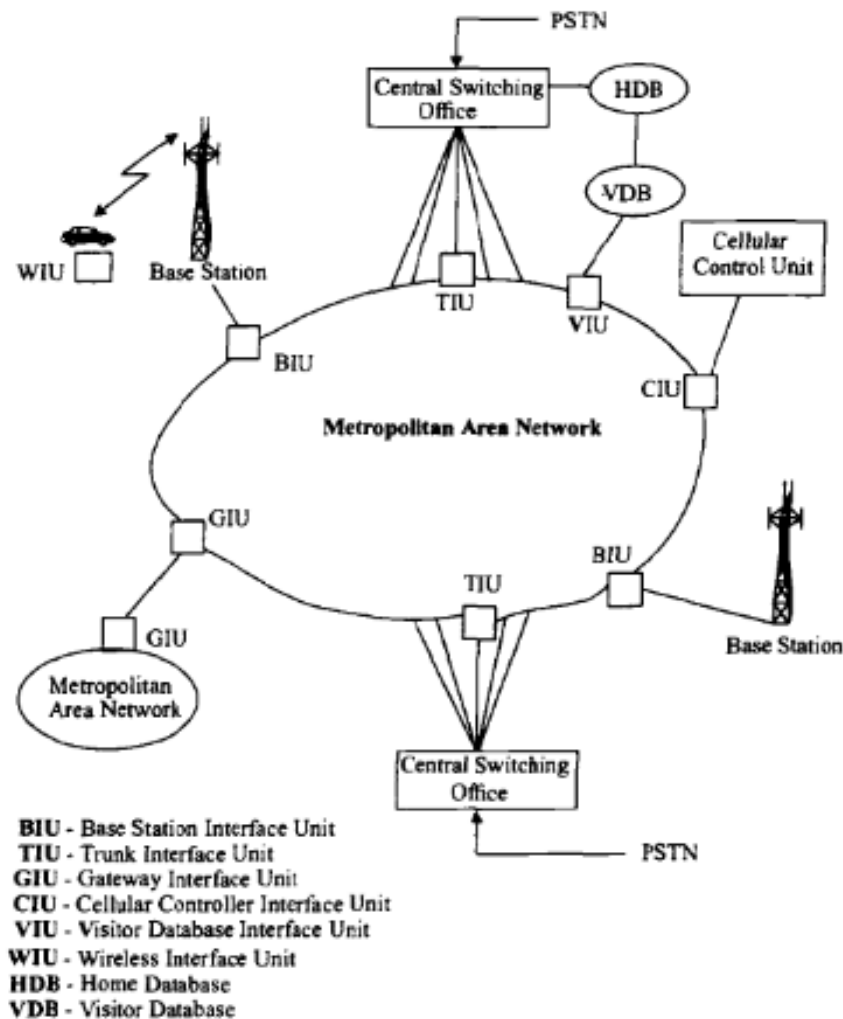 PSTN
Central Switching
Office
HDB
VDB
Cellular
Control Unit
WIU
Base Station
TIU
VIU
BIU
CIU
Metropolitan Area Network
GIU
BIU
TIU
GIU
Base Station
Metropolitan
Area Network
Central Switching
Office
PSTN
BIU - Base Station Interface Unit
TIU - Trunk Interface Unit
GIU - Gateway Interface Unit
CIU - Cellular Controller Interface Unit
VIU - Visitor Database Interface Unit
WIU - Wireless Interface Unit
HDB - Home Database
VDB - Visitor Database